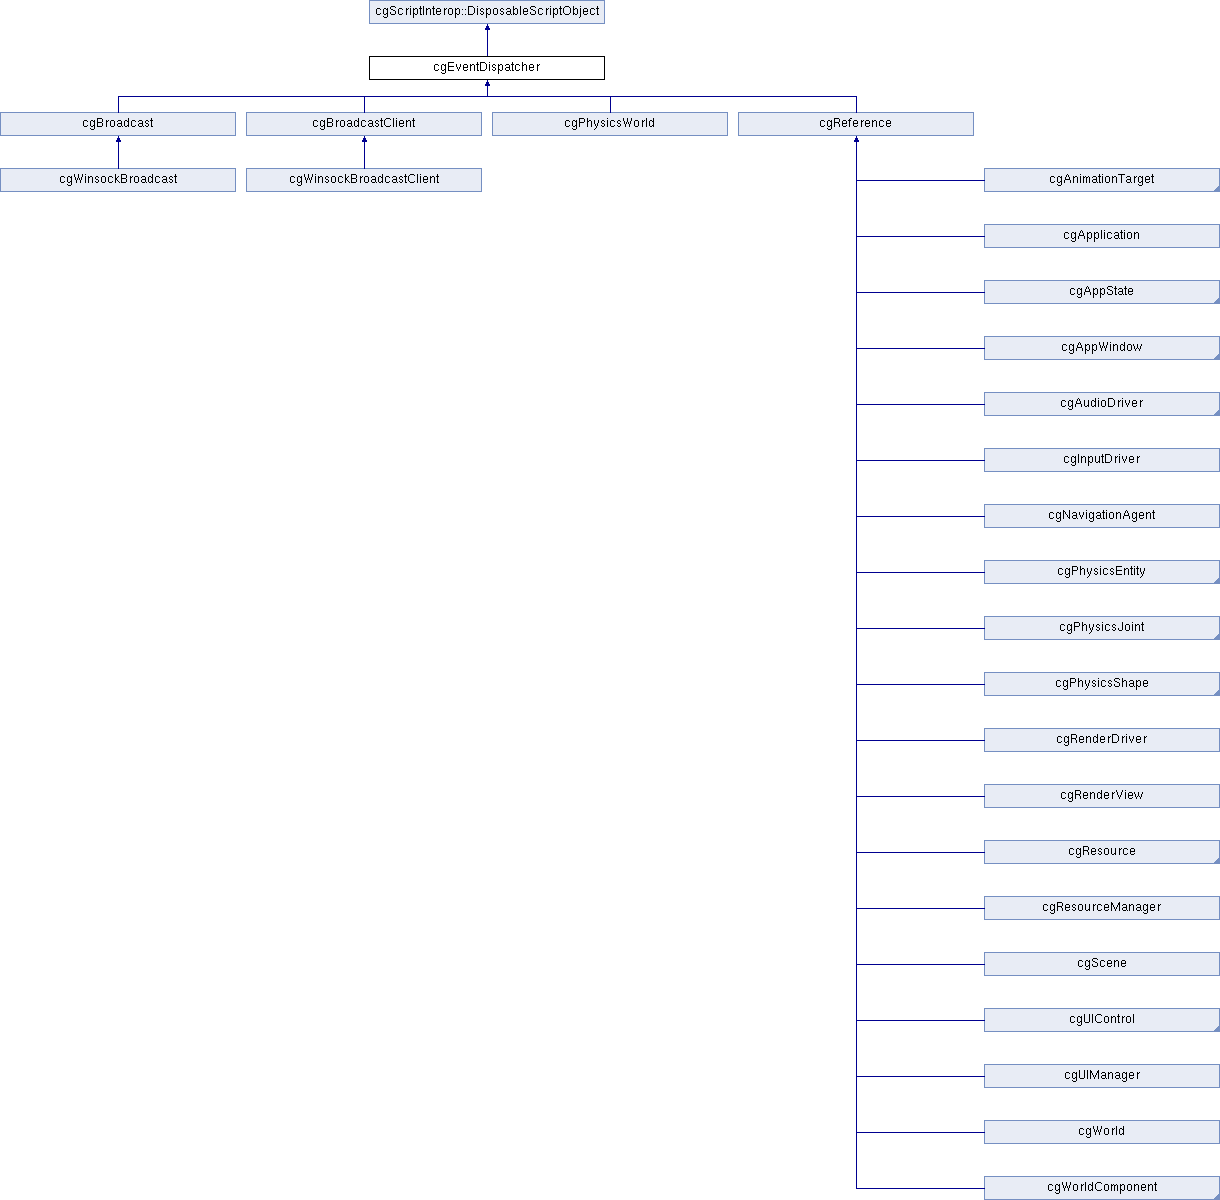 cgScriptInterop::DisposableScriptObject
cgEventDispatcher
cgBroadcast
cgBroadcastClient
cgPhysicsWorld
cgReference
cgWinsockBroadcast
cgWinsockBroadcastClient
cgAnimationTarget
cgApplication
cgAppState
cgAppWindow
cgAudioDriver
cgInputDriver
cgNavigationAgent
cgPhysicsEntity
cgPhysicsJoint
cgPhysicsShape
cgRenderDriver
cgRenderView
cgResource
cgResourceManager
cgScene
cgUIControl
cgUIManager
cgWorld
cgWorldComponent